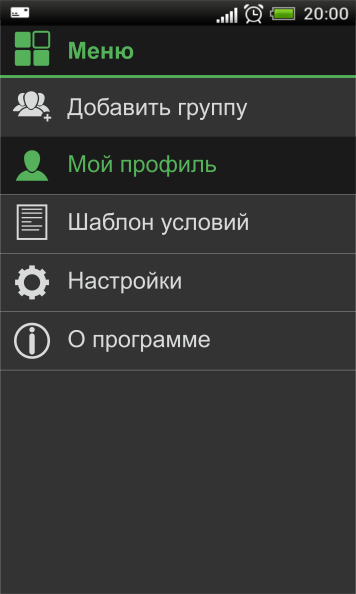 20:00
Меню
Добавить группу
Мой профиль
Шаблон условий
Настройки
О программе